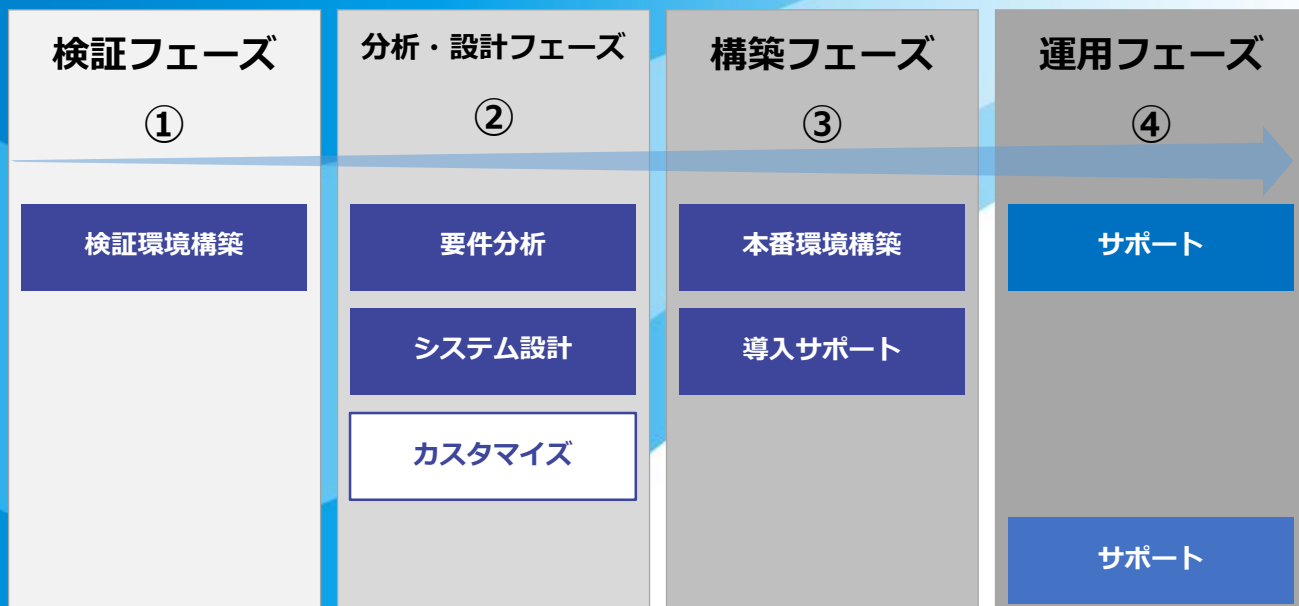 検証フェーズ
①
検証環境構築
分析・設計フェーズ
②
要件分析
システム設計
カスタマイズ
構築フェーズ
③
本番環境構築
導入サポート
運用フェーズ
④
サポート
サポート